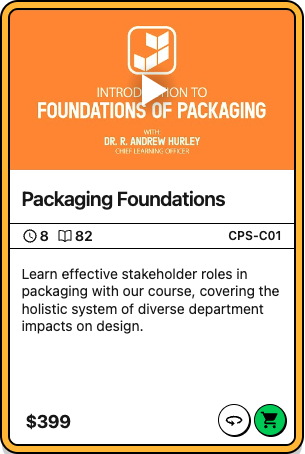 INTRODUCTION TO
FOUNDATIONS OF PACKAGING
WITH
DR. R. ANDREW HURLEY
CHIEF LEARNING OFFICER
Packaging Foundations
8 82 CPS-C01
Learn effective stakeholder roles in
packaging with our course, covering the
holistic system of diverse department
impacts on design.
$399